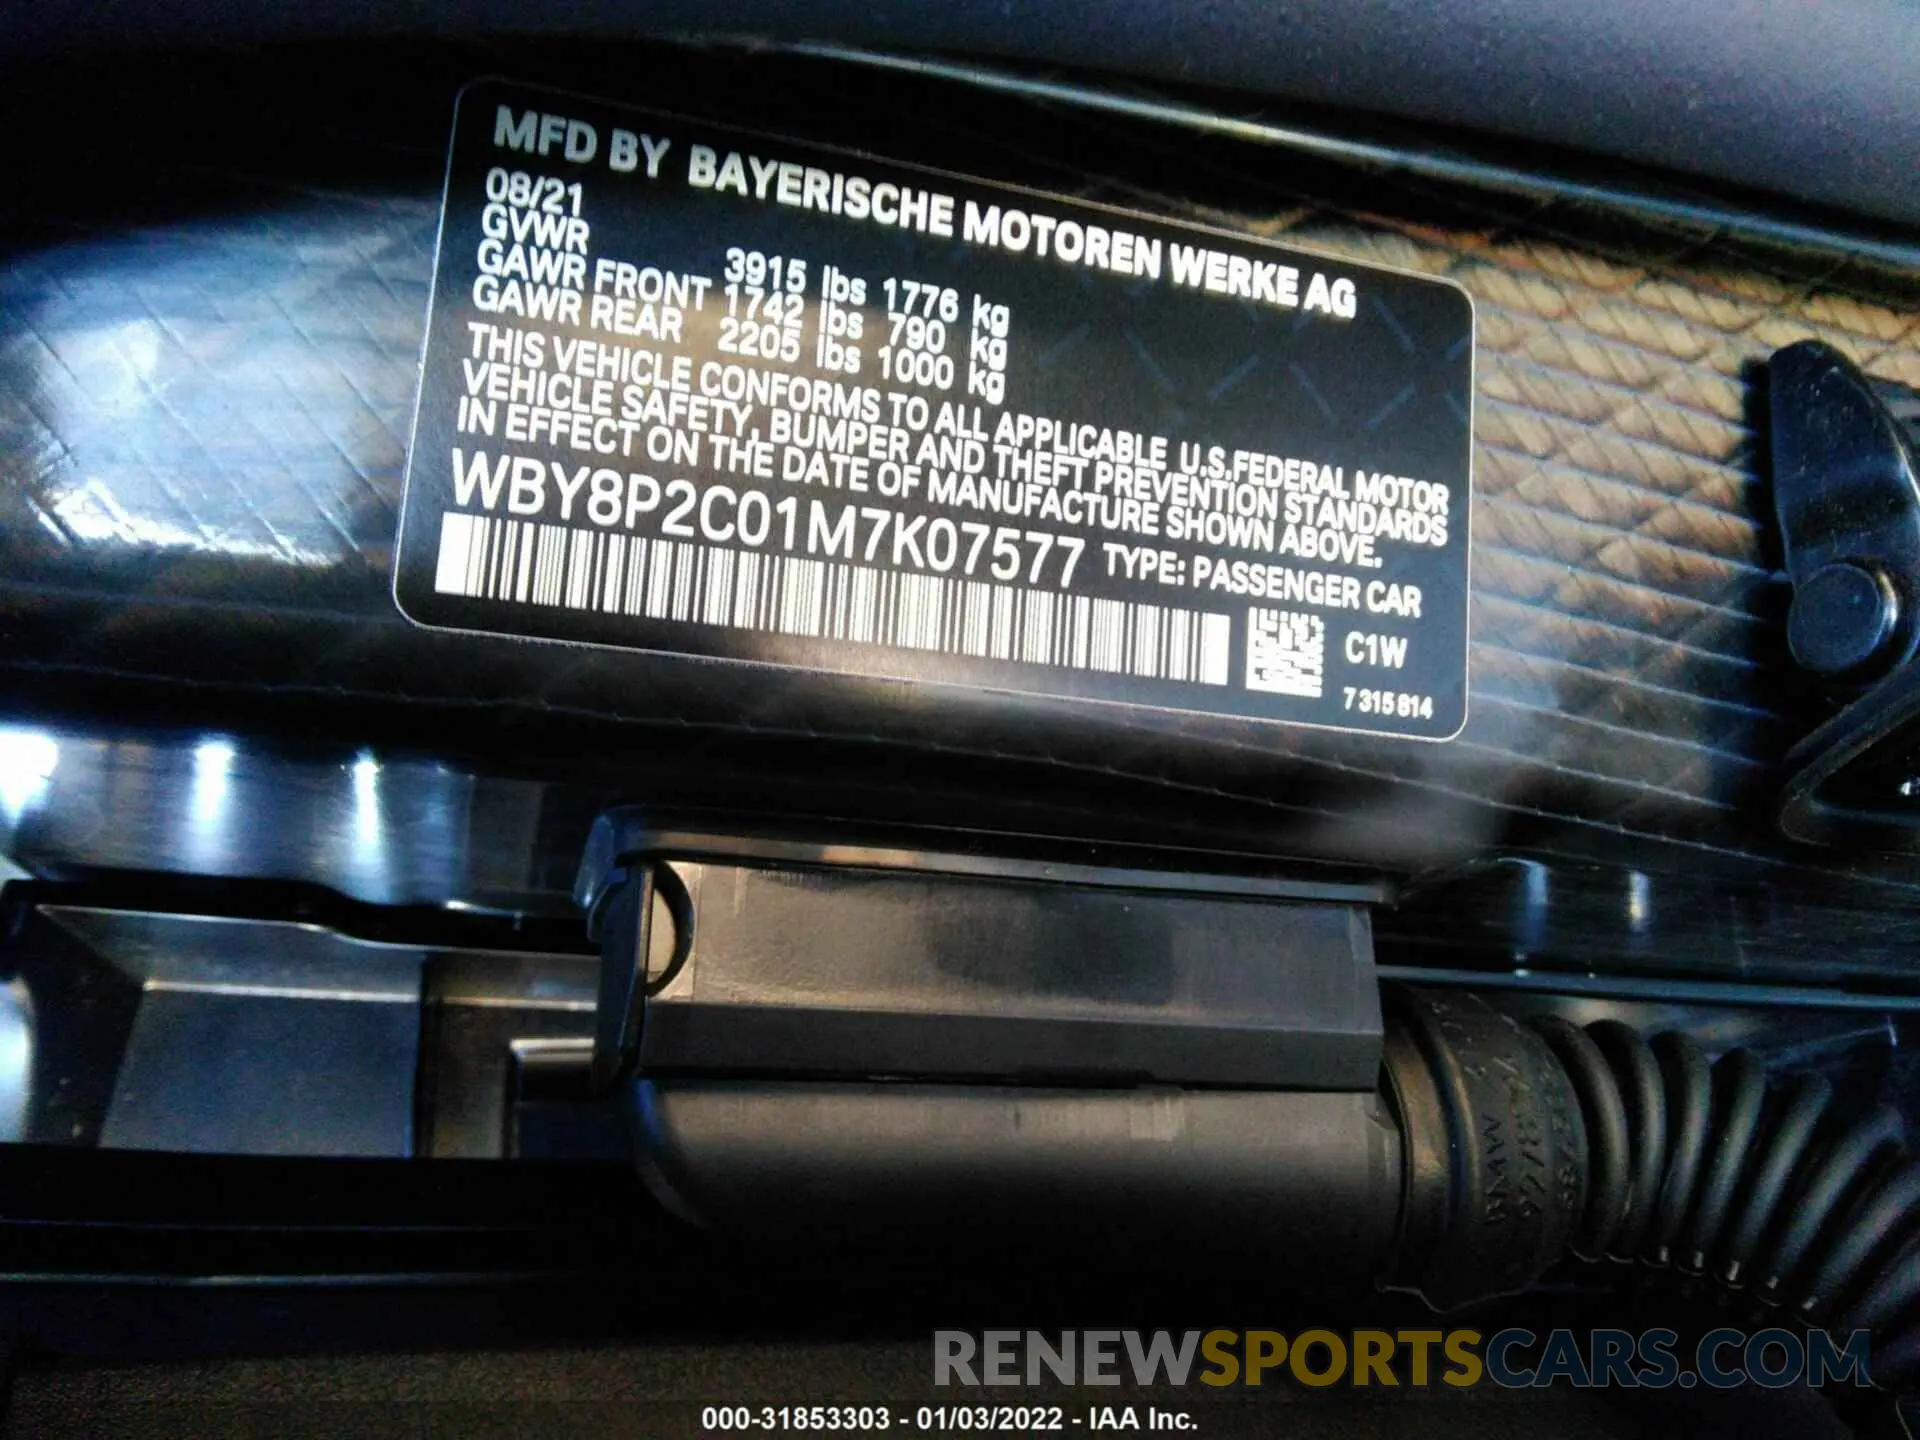 MFD BY BAYERISCHE MOTOREN WERKE AG
08/21
GVWR 3915 lbs 1776 kg
GAWR FRONT 1742 lbs 790 kg
GAWR REAR 2205 lbs 1000 kg
THIS VEHICLE CONFORMS TO ALL APPLICABLE U.S.FEDERAL MOTOR
VEHICLE SAFETY, BUMPER AND THEFT PREVENTION STANDARDS
IN EFFECT ON THE DATE OF MANUFACTURE SHOWN ABOVE.
WBY8P2C01M7K07577 TYPE: PASSENGER CAR
C1W
7 315 814
RENEWSPORTSCARS.COM
000-31853303 - 01/03/2022 - IAA Inc.